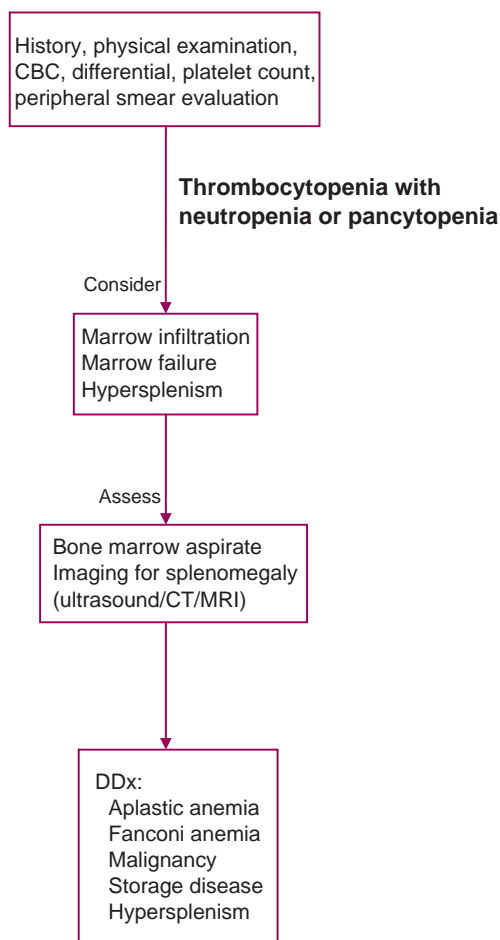 History, physical examination,
CBC, differential, platelet count,
peripheral smear evaluation
Thrombocytopenia with
neutropenia or pancytopenia
Consider
Marrow infiltration
Marrow failure
Hypersplenism
Assess
Bone marrow aspirate
Imaging for splenomegaly
(ultrasound/CT/MRI)
DDx:
Aplastic anemia
Fanconi anemia
Malignancy
Storage disease
Hypersplenism